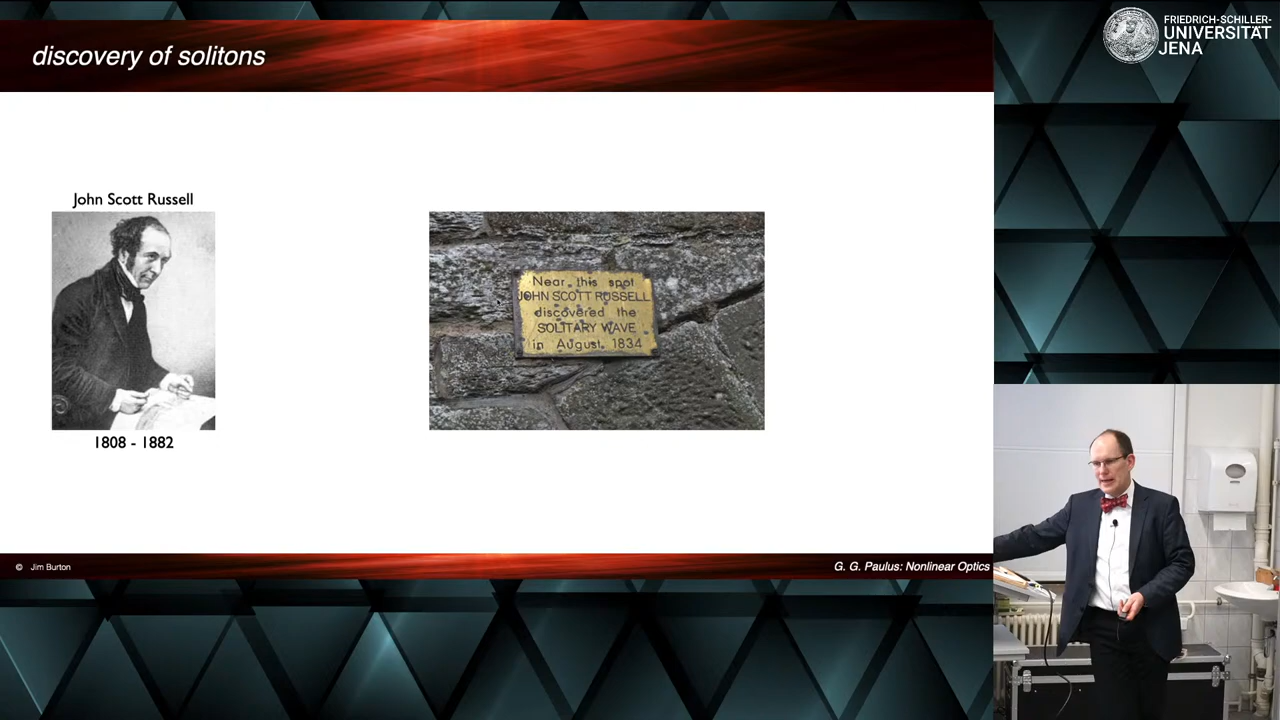 discovery of solitons
FRIEDRICH-SCHILLER-
UNIVERSITÄT
JENA
John Scott Russell
1808 - 1882
Near this spot
JOHN SCOTT RUSSELL
discovered the
SOLITARY WAVE
in August 1834
© Jim Burton
G. G. Paulus: Nonlinear Optics